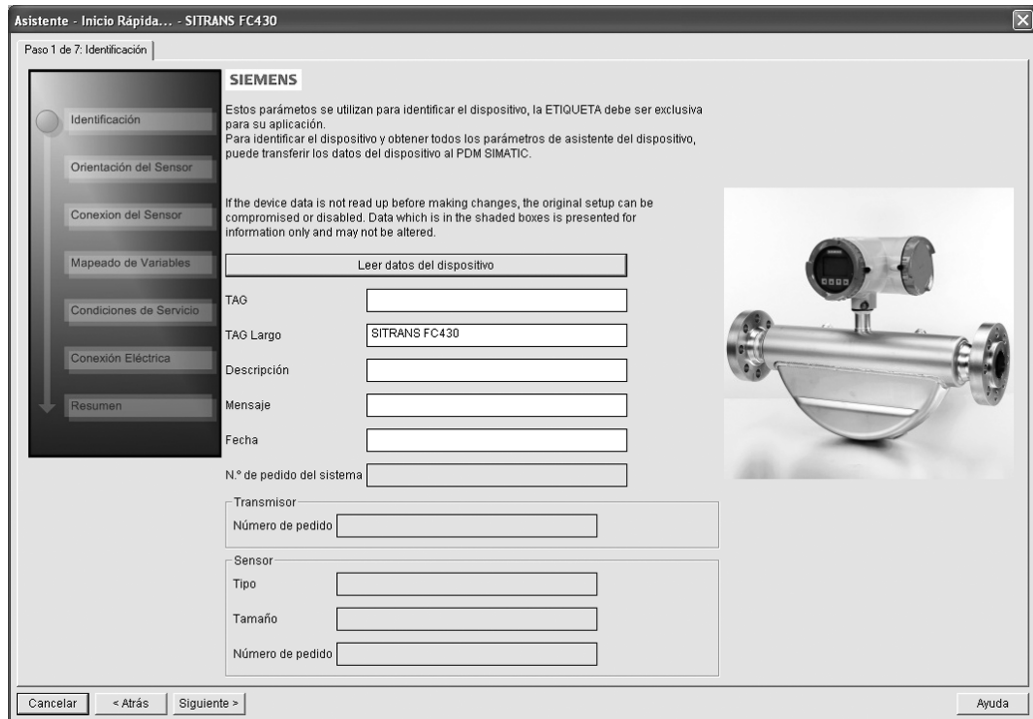 Asistente - Inicio Rápida... - SITRANS FC430
Paso 1 de 7: Identificación
Identificación
Orientación del Sensor
Conexion del Sensor
Mapeado de Variables
Condiciones de Servicio
Conexión Eléctrica
Resumen
SIEMENS
Estos parámetos se utilizan para identificar el dispositivo, la ETIQUETA debe ser exclusiva
para su aplicación.
Para identificar el dispositivo y obtener todos los parámetros de asistente del dispositivo,
puede transferir los datos del dispositivo al PDM SIMATIC.
If the device data is not read up before making changes, the original setup can be
compromised or disabled. Data which is in the shaded boxes is presented for
information only and may not be altered.
Leer datos del dispositivo
TAG
TAG Largo SITRANS FC430
Descripción
Mensaje
Fecha
N.º de pedido del sistema
Transmisor
Número de pedido
Sensor
Tipo
Tamaño
Número de pedido
Cancelar < Atrás Siguiente > Ayuda